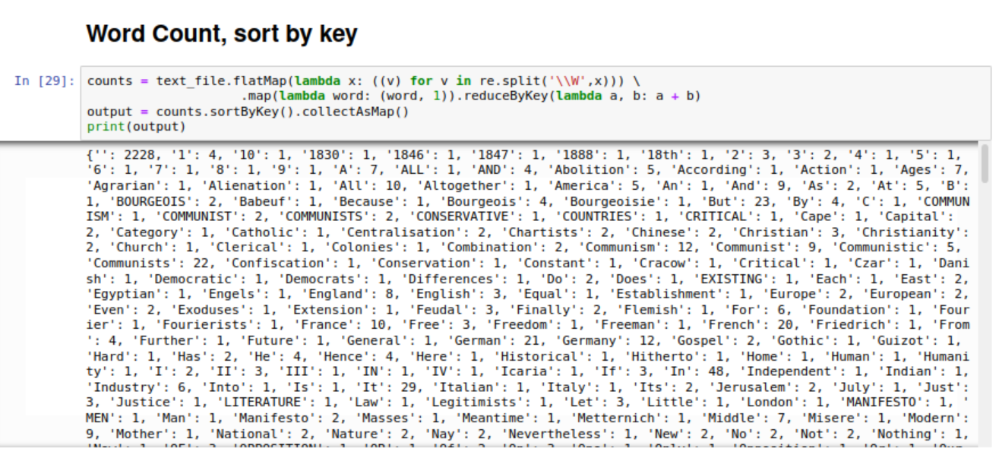 Word Count, sort by key
In [29]: counts = text_file.flatMap(lambda x: ((v) for v in re.split('\\W',x))) \
.map(lambda word: (word, 1)).reduceByKey(lambda a, b: a + b)
output = counts.sortByKey().collectAsMap()
print(output)
{'': 2228, '1': 4, '10': 1, '1830': 1, '1846': 1, '1847': 1, '1888': 1, '18th': 1, '2': 3, '3': 2, '4': 1, '5': 1,
'6': 1, '7': 1, '8': 1, '9': 1, 'A': 7, 'ALL': 1, 'AND': 4, 'Abolition': 5, 'According': 1, 'Action': 1, 'Ages': 7,
'Agrarian': 1, 'Alienation': 1, 'All': 10, 'Altogether': 1, 'America': 5, 'An': 1, 'And': 9, 'As': 2, 'At': 5, 'B':
1, 'BOURGEOIS': 2, 'Babeuf': 1, 'Because': 1, 'Bourgeois': 4, 'Bourgeoisie': 1, 'But': 23, 'By': 4, 'C': 1, 'COMMUN
ISM': 1, 'COMMUNIST': 2, 'COMMUNISTS': 2, 'CONSERVATIVE': 1, 'COUNTRIES': 1, 'CRITICAL': 1, 'Cape': 1, 'Capital':
2, 'Category': 1, 'Catholic': 1, 'Centralisation': 2, 'Chartists': 2, 'Chinese': 2, 'Christian': 3, 'Christianity':
2, 'Church': 1, 'Clerical': 1, 'Colonies': 1, 'Combination': 2, 'Communism': 12, 'Communist': 9, 'Communistic': 5,
'Communists': 22, 'Confiscation': 1, 'Conservation': 1, 'Constant': 1, 'Cracow': 1, 'Critical': 1, 'Czar': 1, 'Dani
sh': 1, 'Democratic': 1, 'Democrats': 1, 'Differences': 1, 'Do': 2, 'Does': 1, 'EXISTING': 1, 'Each': 1, 'East': 2,
'Egyptian': 1, 'Engels': 1, 'England': 8, 'English': 3, 'Equal': 1, 'Establishment': 1, 'Europe': 2, 'European': 2,
'Even': 2, 'Exoduses': 1, 'Extension': 1, 'Feudal': 3, 'Finally': 2, 'Flemish': 1, 'For': 6, 'Foundation': 1, 'Four
ier': 1, 'Fourierists': 1, 'France': 10, 'Free': 3, 'Freedom': 1, 'Freeman': 1, 'French': 20, 'Friedrich': 1, 'From
': 4, 'Further': 1, 'Future': 1, 'General': 1, 'German': 21, 'Germany': 12, 'Gospel': 2, 'Gothic': 1, 'Guizot': 1,
'Hard': 1, 'Has': 2, 'He': 4, 'Hence': 4, 'Here': 1, 'Historical': 1, 'Hitherto': 1, 'Home': 1, 'Human': 1, 'Humani
ty': 1, 'I': 2, 'II': 3, 'III': 1, 'IN': 1, 'IV': 1, 'Icaria': 1, 'If': 3, 'In': 48, 'Independent': 1, 'Indian': 1,
'Industry': 6, 'Into': 1, 'Is': 1, 'It': 29, 'Italian': 1, 'Italy': 1, 'Its': 2, 'Jerusalem': 2, 'July': 1, 'Just':
3, 'Justice': 1, 'LITERATURE': 1, 'Law': 1, 'Legitimists': 1, 'Let': 3, 'Little': 1, 'London': 1, 'MANIFESTO': 1, '
MEN': 1, 'Man': 1, 'Manifesto': 2, 'Masses': 1, 'Meantime': 1, 'Metternich': 1, 'Middle': 7, 'Misere': 1, 'Modern':
9, 'Mother': 1, 'National': 2, 'Nature': 2, 'Nay': 2, 'Nevertheless': 1, 'New': 2, 'No': 2, 'Not': 2, 'Nothing': 1,